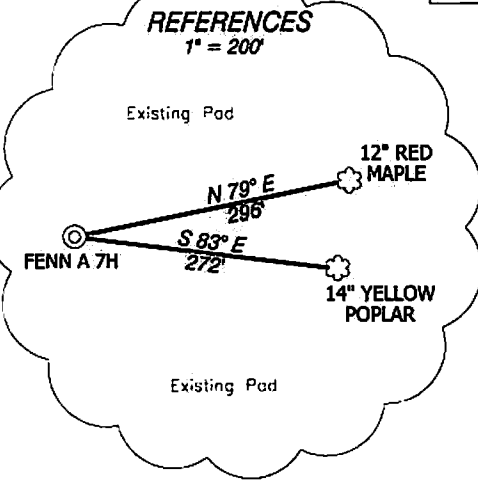 REFERENCES
1" = 200'
Existing Pad
12" RED
MAPLE
N 79° E
296'
S 83° E
272'
FENN A 7H
14" YELLOW
POPLAR
Existing Pad